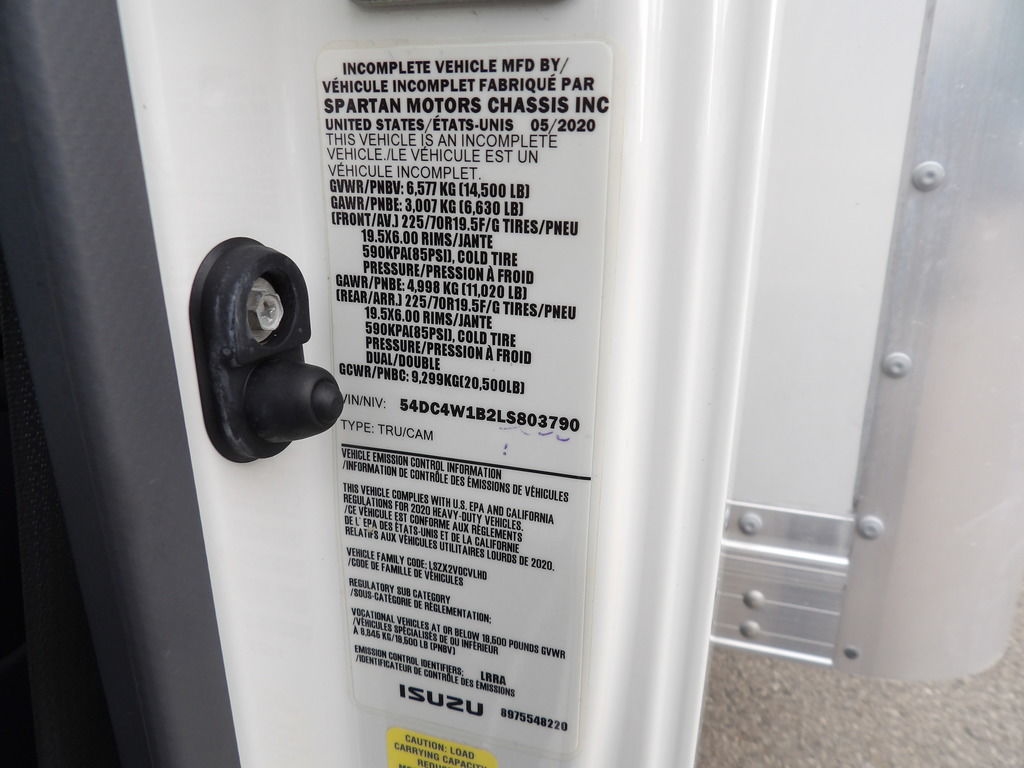 INCOMPLETE VEHICLE MFD BY/
VÉHICULE INCOMPLET FABRIQUÉ PAR
SPARTAN MOTORS CHASSIS INC
UNITED STATES/ÉTATS-UNIS 05/2020
THIS VEHICLE IS AN INCOMPLETE
VEHICLE./LE VÉHICULE EST UN
VÉHICULE INCOMPLET.
GVWR/PNBV: 6,577 KG (14,500 LB)
GAWR/PNBE: 3,007 KG (6,630 LB)
(FRONT/AV.) 225/70R19.5F/G TIRES/PNEU
19.5X6.00 RIMS/JANTE
590KPA(85PSI), COLD TIRE
PRESSURE/PRESSION À FROID
GAWR/PNBE: 4,998 KG (11,020 LB)
(REAR/ARR.) 225/70R19.5F/G TIRES/PNEU
19.5X6.00 RIMS/JANTE
590KPA(85PSI), COLD TIRE
PRESSURE/PRESSION À FROID
DUAL/DOUBLE
GCWR/PNBC: 9,299KG(20,500LB)
VIN/NIV: 54DC4W1B2LS803790
TYPE: TRU/CAM
VEHICLE EMISSION CONTROL INFORMATION
/INFORMATION DE CONTRÔLE DES ÉMISSIONS DE VÉHICULES
THIS VEHICLE COMPLIES WITH U.S. EPA AND CALIFORNIA
REGULATIONS FOR 2020 HEAVY-DUTY VEHICLES.
/CE VÉHICULE EST CONFORME AUX RÈGLEMENTS
DE L'EPA DES ÉTATS-UNIS ET DE LA CALIFORNIE
RELATIFS AUX VÉHICULES UTILITAIRES LOURDS DE 2020.
VEHICLE FAMILY CODE: LSZX2VOCVLHD
/CODE DE FAMILLE DE VÉHICULES
REGULATORY SUB CATEGORY
/SOUS-CATÉGORIE DE RÉGLEMENTATION:
VOCATIONAL VEHICLES AT OR BELOW 19,500 POUNDS GVWR
/VÉHICULES SPÉCIALISÉS DE OU INFÉRIEUR
À 8,845 KG/19,500 LB (PNBV)
EMISSION CONTROL IDENTIFIERS: LRRA
/IDENTIFICATEUR DE CONTRÔLE DES ÉMISSIONS
ISUZU 8975548220
CAUTION: LOAD
CARRYING CAPACITY